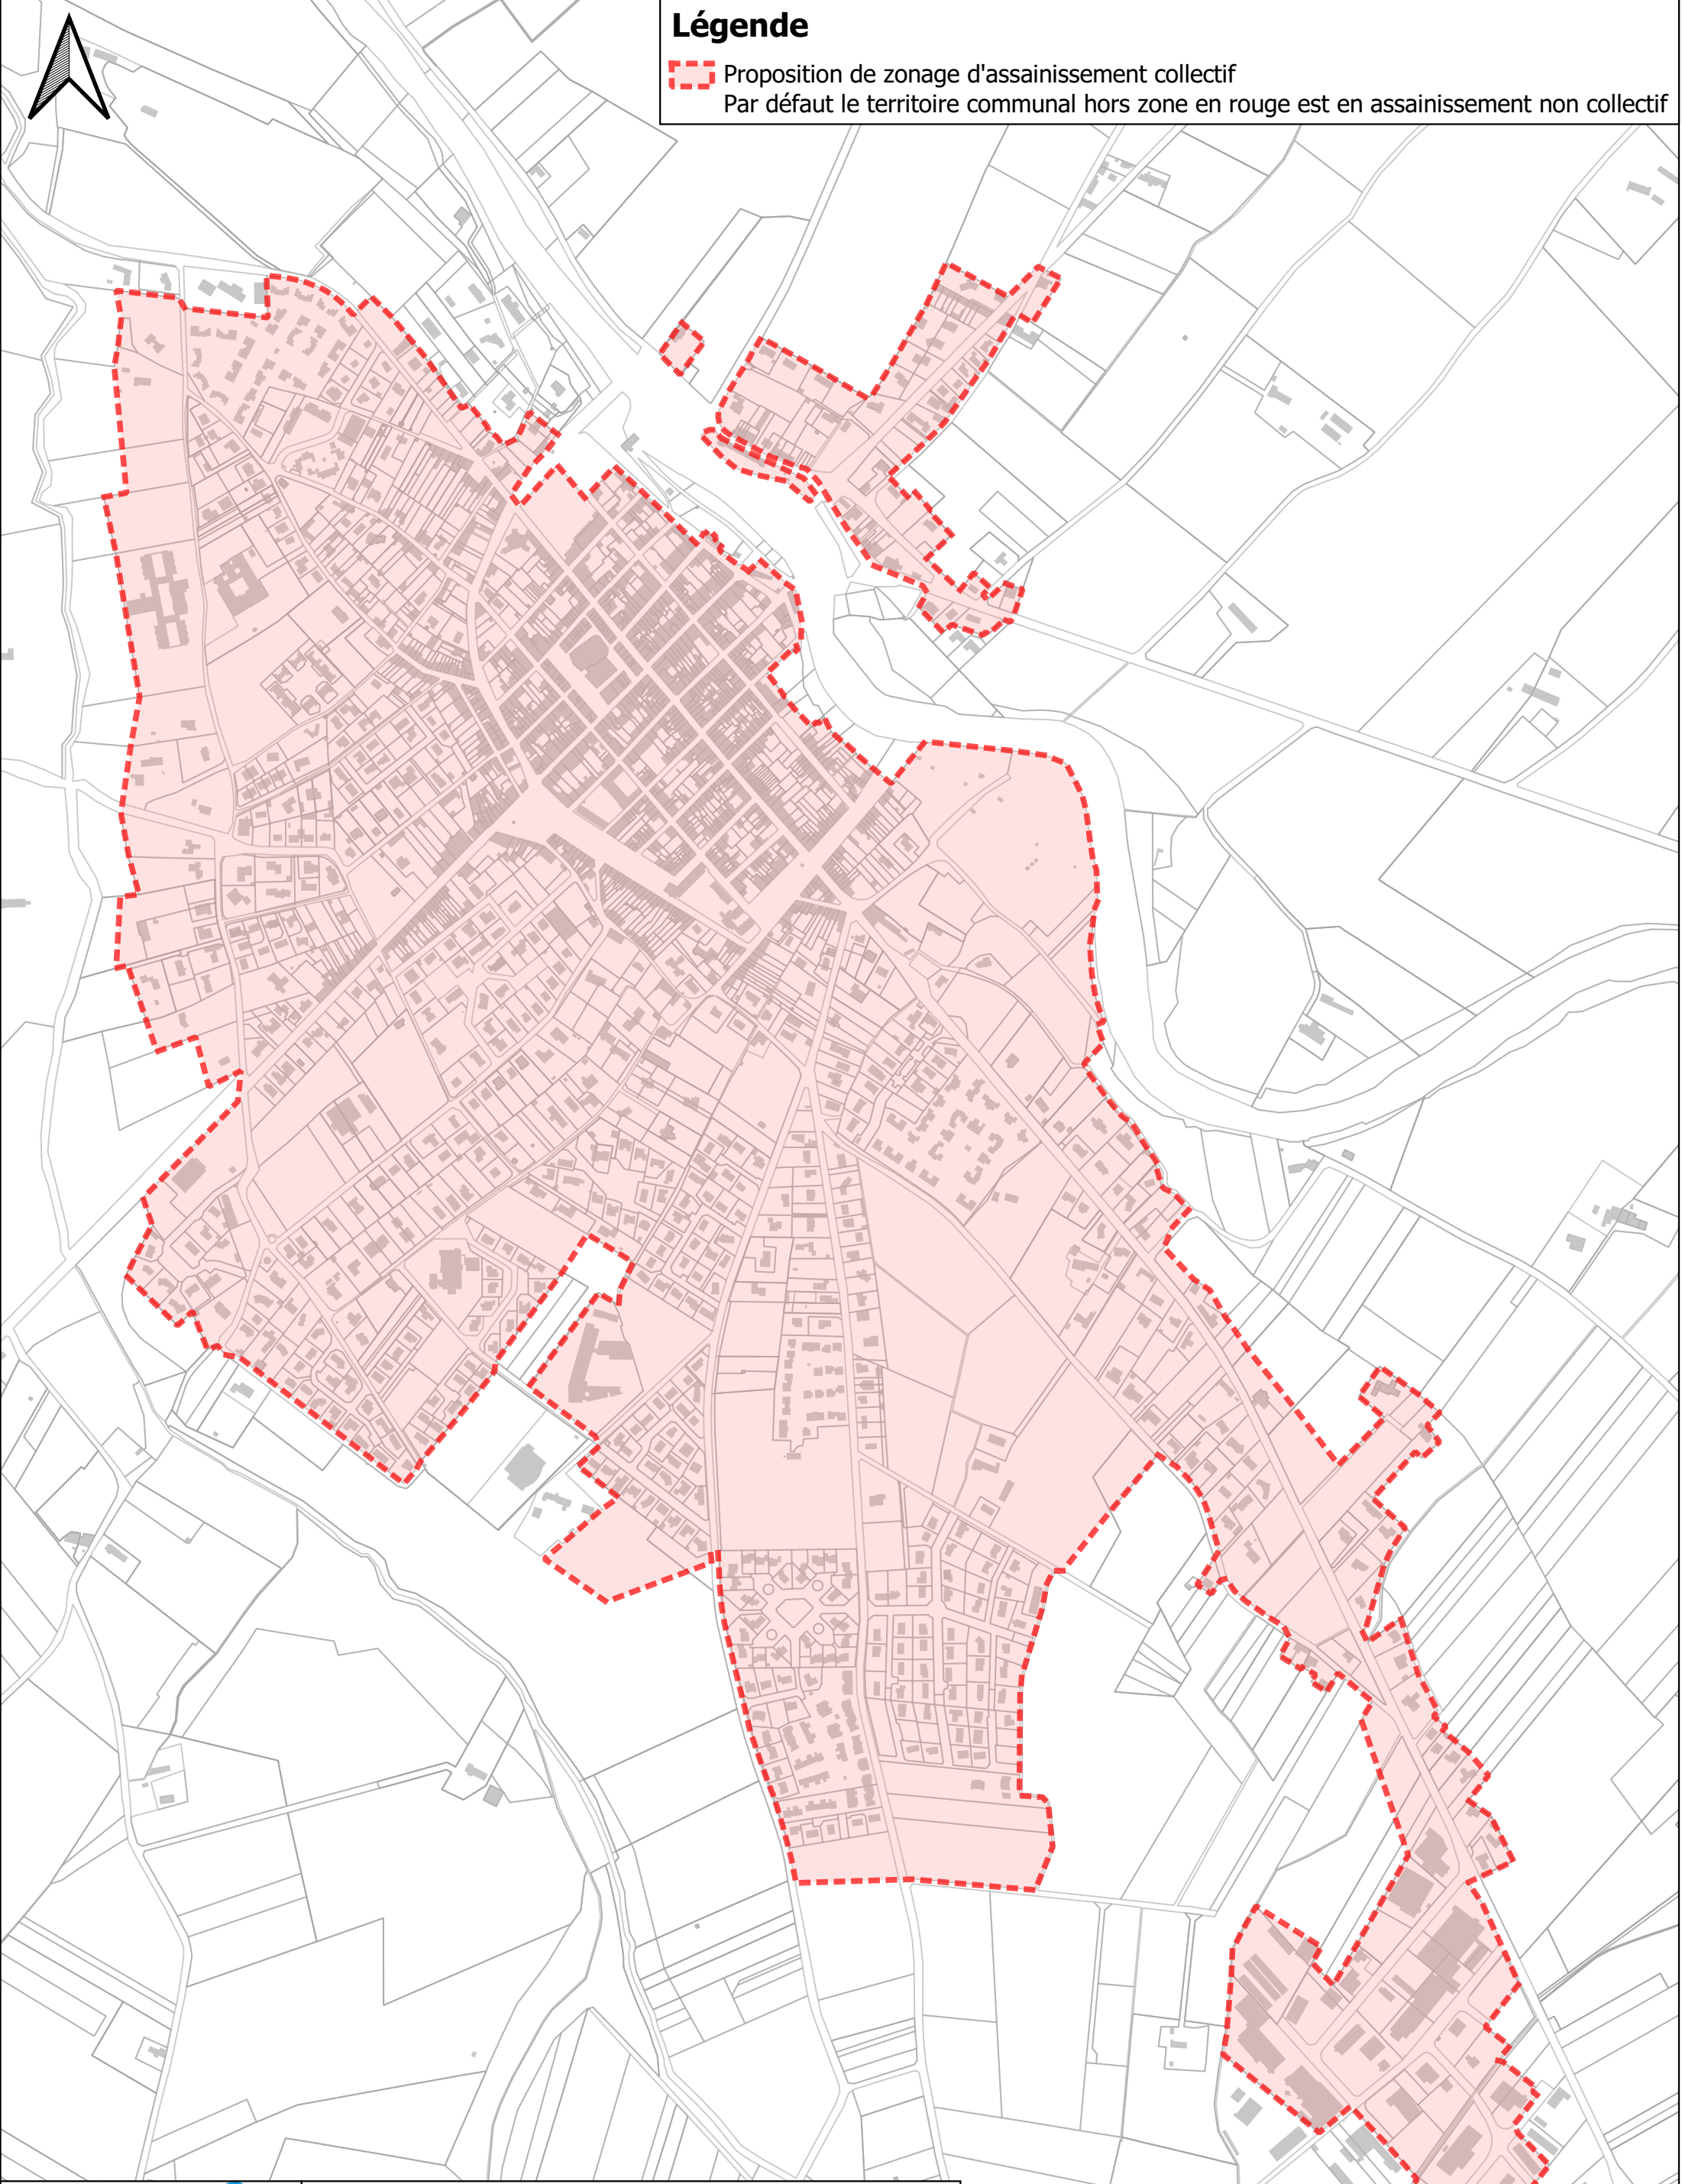 Légende
Proposition de zonage d'assainissement collectif
Par défaut le territoire communal hors zone en rouge est en assainissement non collectif